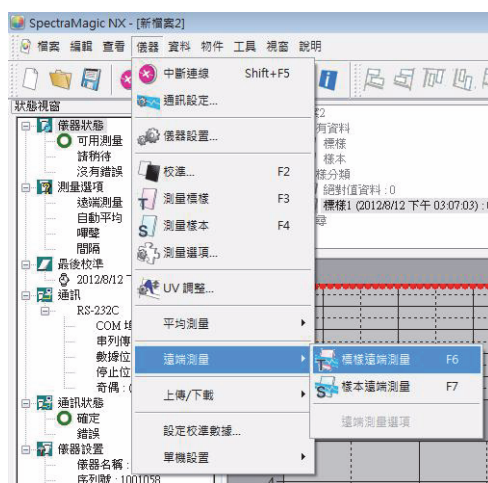 SpectraMagic NX - [新檔案2]
檔案 編輯 查看 儀器 資料 物件 工具 視窗 說明
狀態視窗
儀器狀態
可用測量
請稍待
沒有錯誤
測量選項
遠端測量
自動平均
嗶聲
間隔
最後校準
2012/8/12
通訊
RS-232C
COM
串列傳
數據位
停止位
奇偶：
通訊狀態
確定
錯誤
儀器設置
儀器名稱：
序列號：1001058
中斷連線 Shift+F5
通訊設定...
儀器設置...
校準... F2
測量標樣 F3
測量樣本 F4
測量選項...
UV 調整...
平均測量
遠端測量
上傳/下載
設定校準數據...
單機設置
標樣遠端測量 F6
樣本遠端測量 F7
遠端測量選項
2
有資料
標樣
樣本
樣分類
絕對值資料：0
標樣1 (2012/8/12 下午 03:07:03)：
尋
4